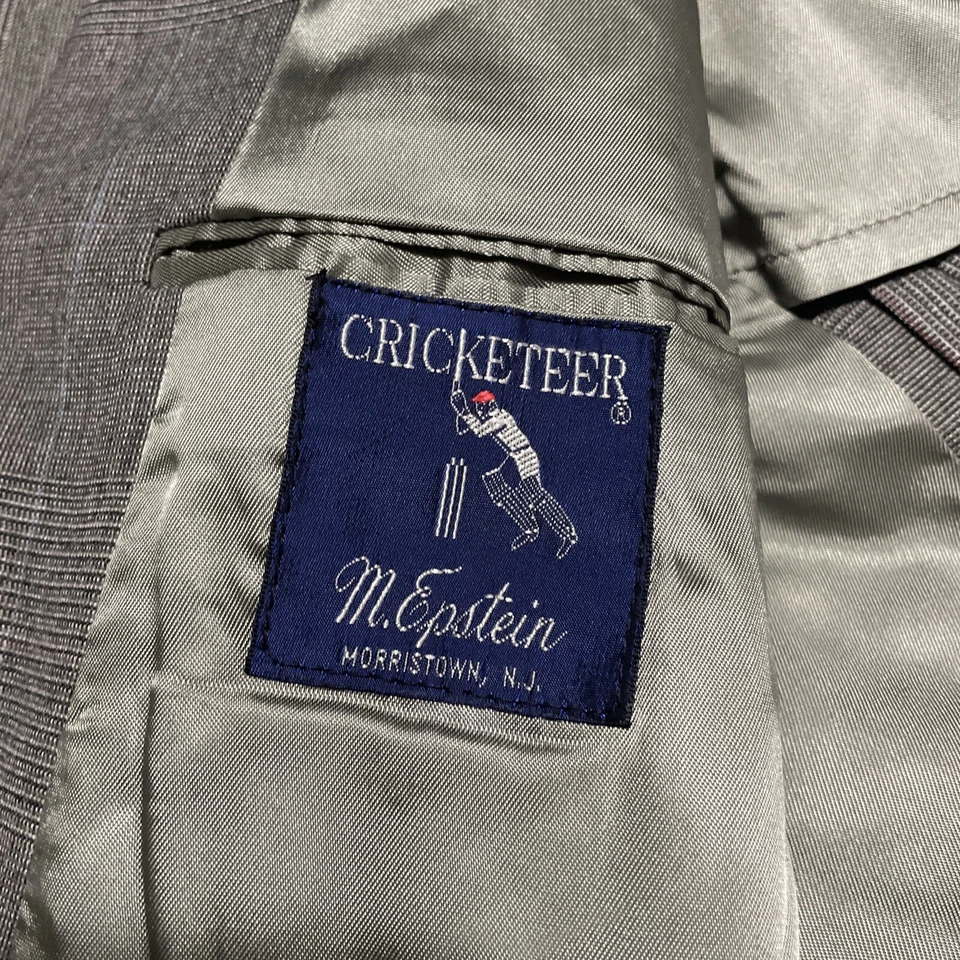 CRICKETEER®
M. Epstein
MORRISTOWN, N.J.